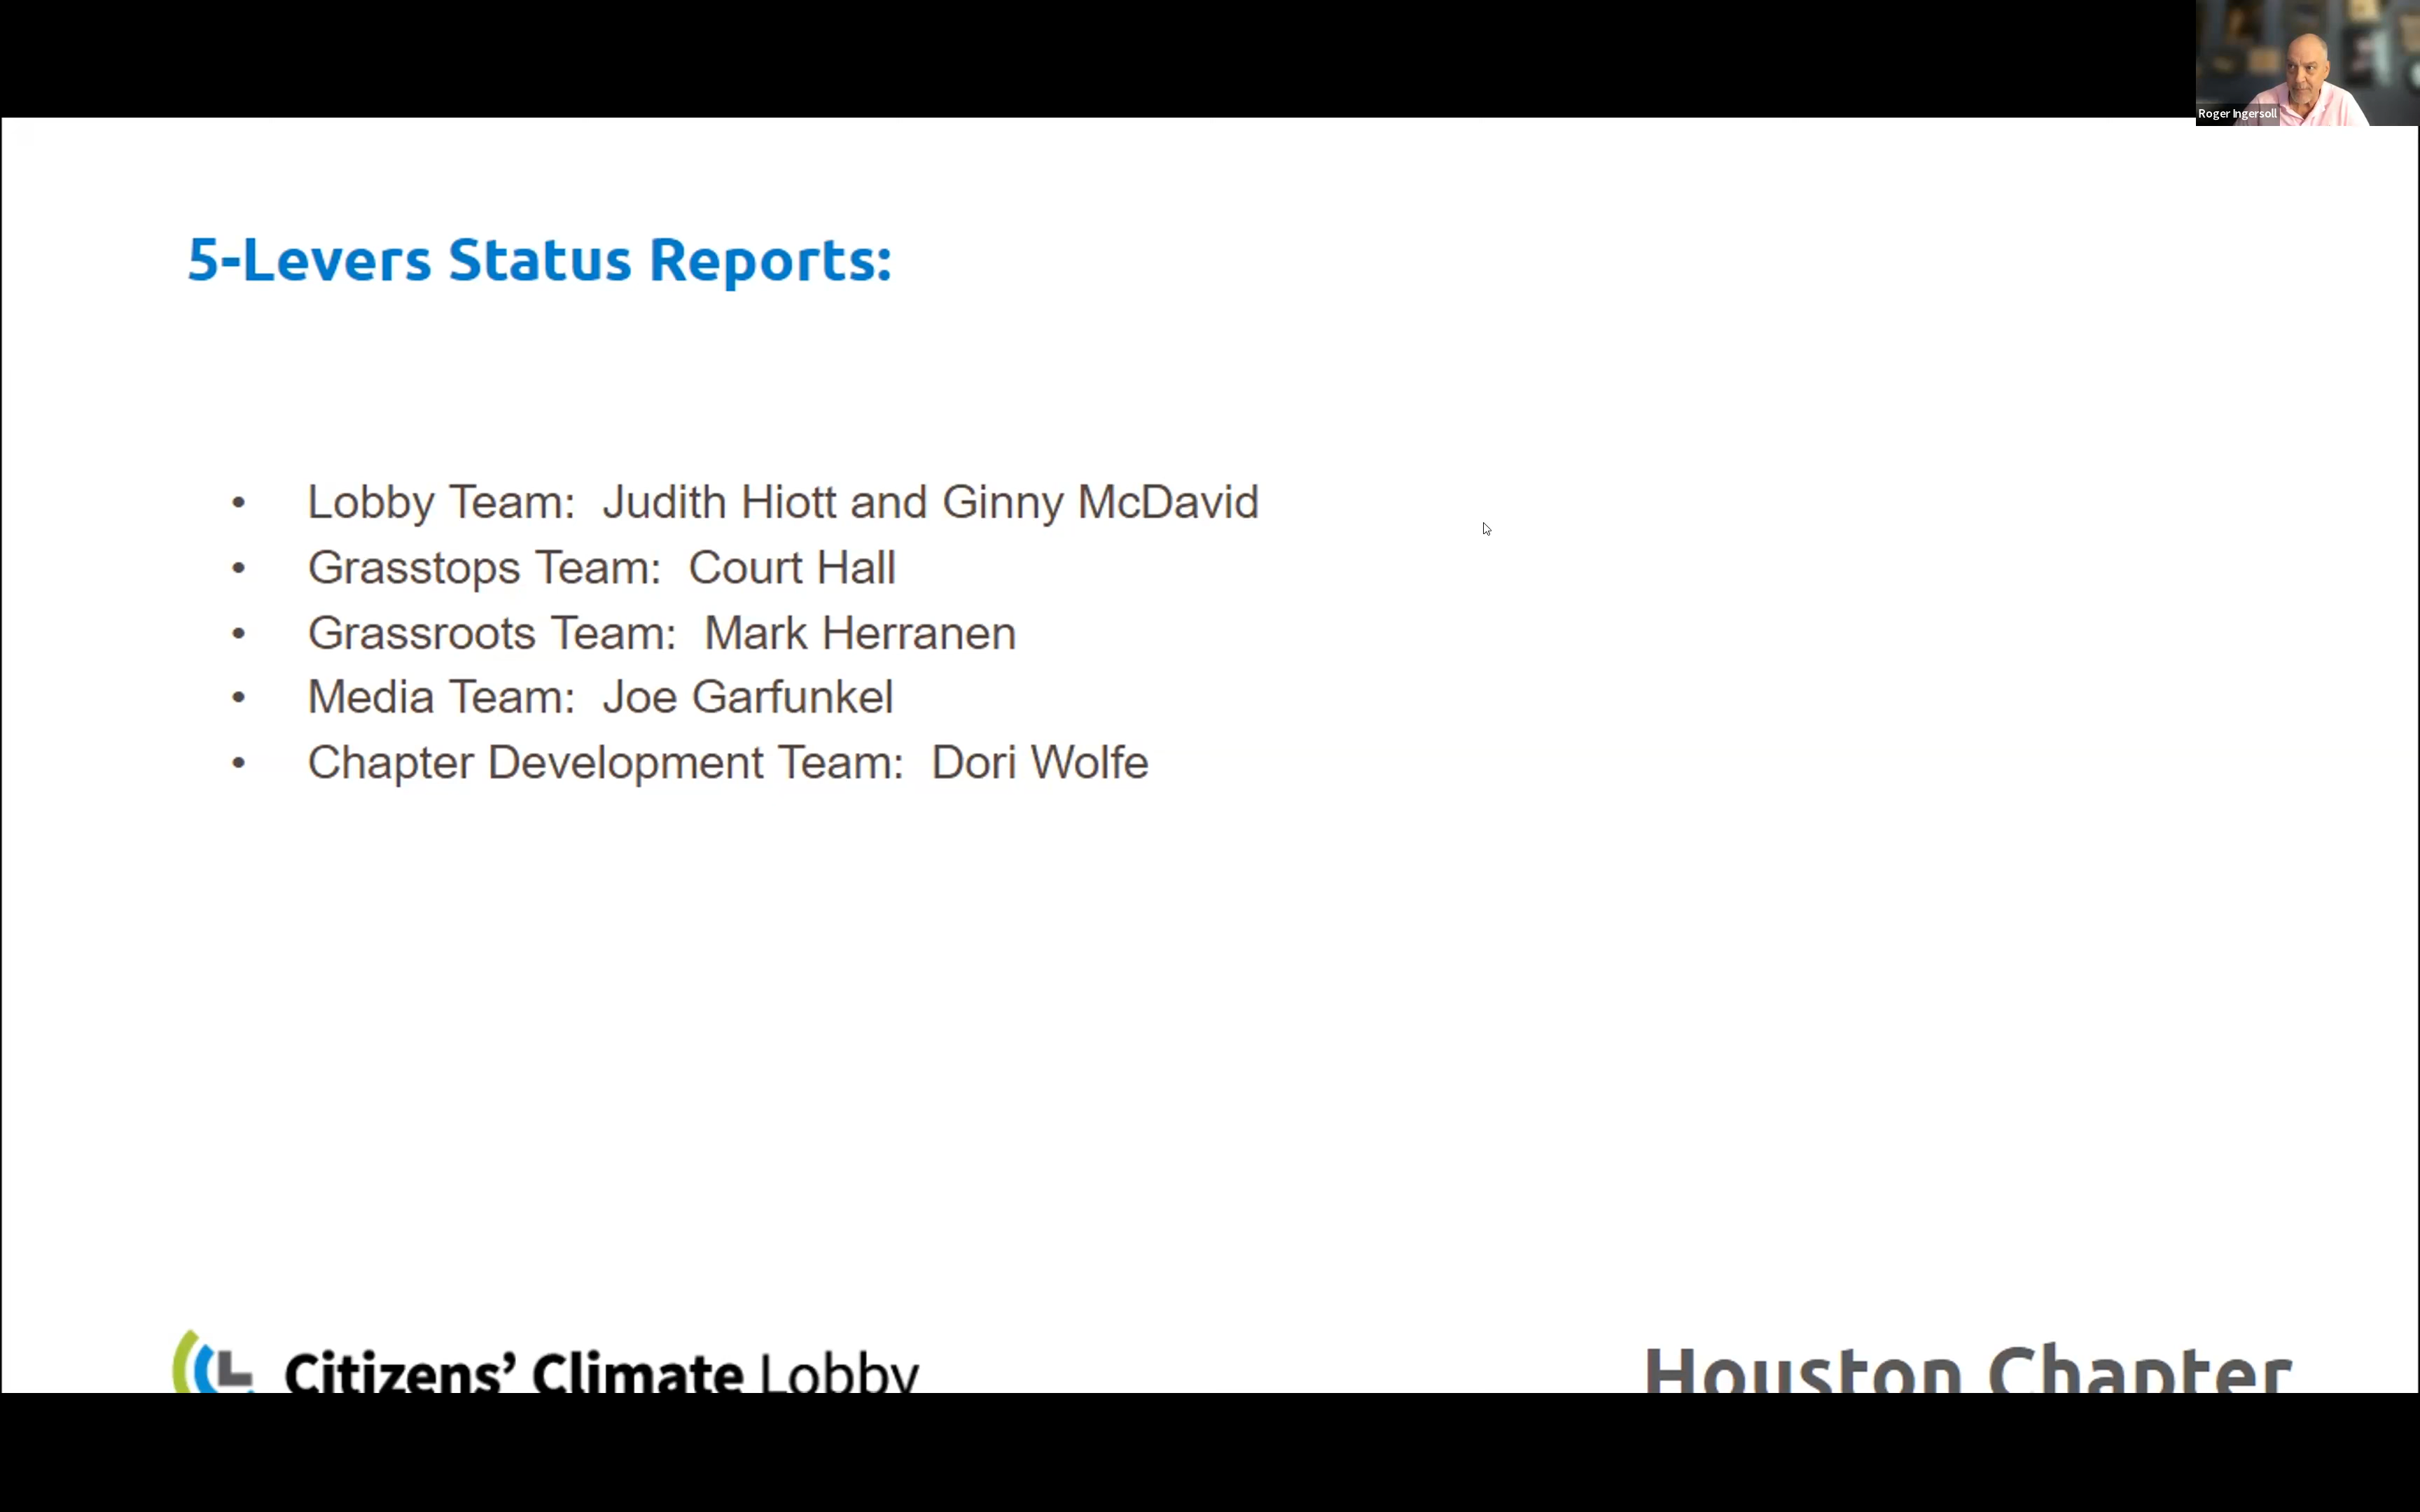 Roger Ingersoll
5-Levers Status Reports:
• Lobby Team: Judith Hiott and Ginny McDavid
• Grasstops Team: Court Hall
• Grassroots Team: Mark Herranen
• Media Team: Joe Garfunkel
• Chapter Development Team: Dori Wolfe
Citizens’ Climate Lobby
Houston Chapter